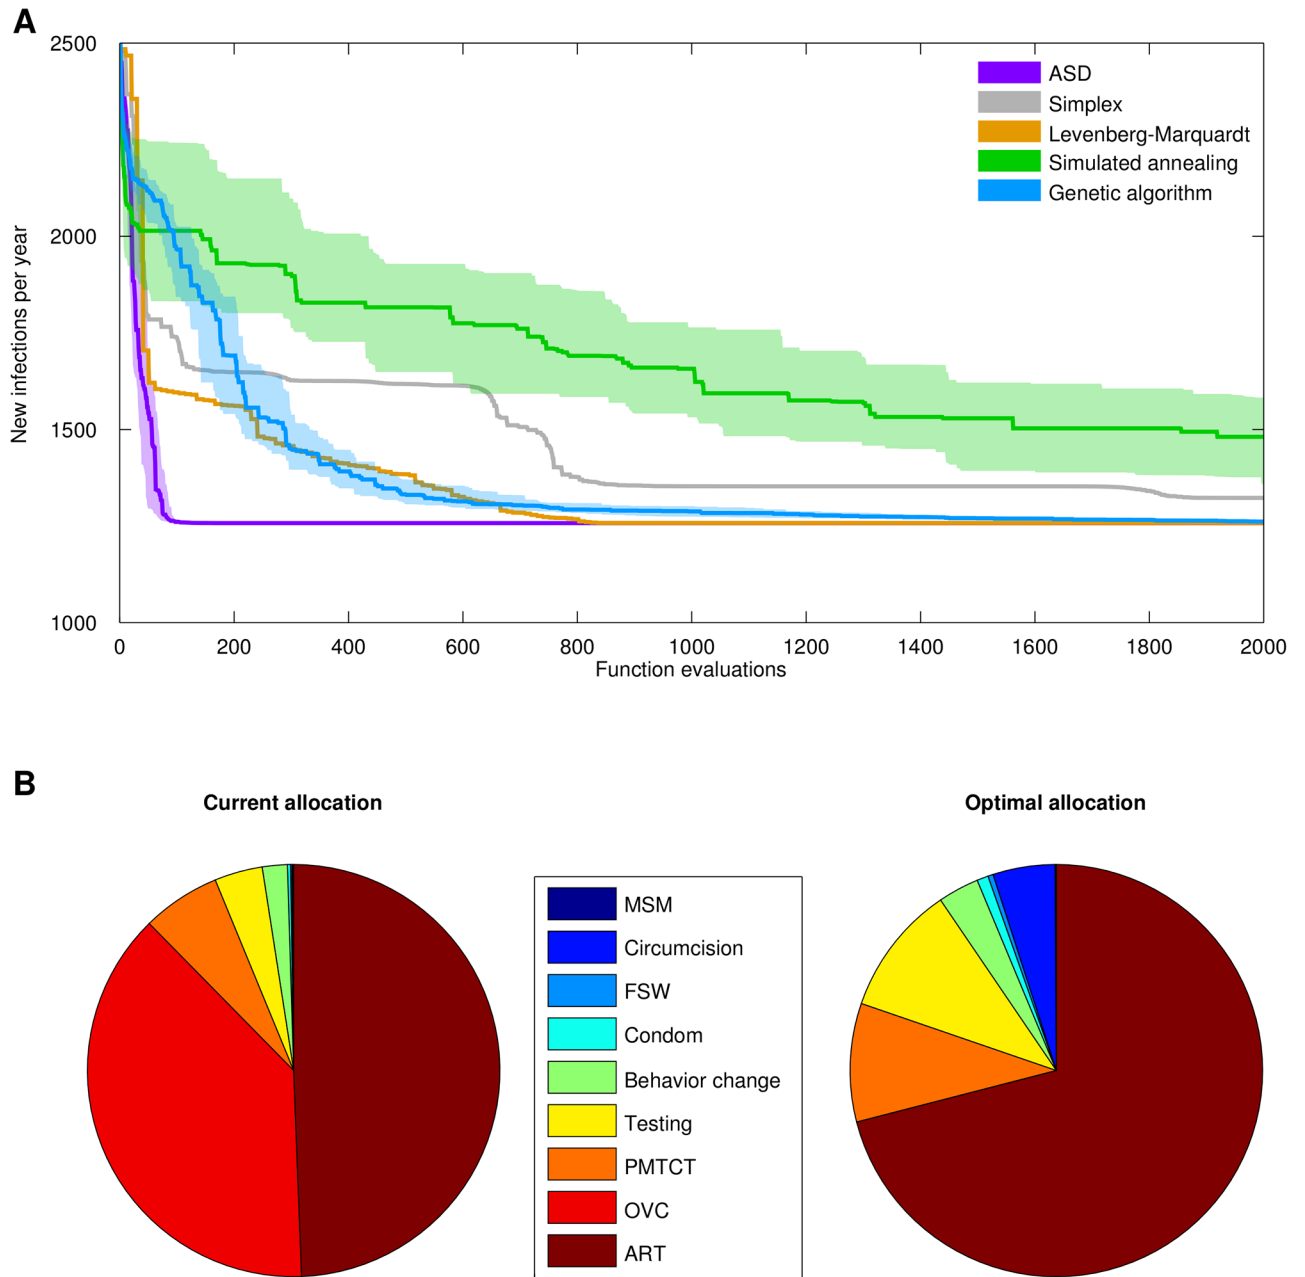 A
2500
2000
1500
1000
New infections per year
0 200 400 600 800 1000 1200 1400 1600 1800 2000
Function evaluations
ASD
Simplex
Levenberg-Marquardt
Simulated annealing
Genetic algorithm
B
Current allocation
Optimal allocation
MSM
Circumcision
FSW
Condom
Behavior change
Testing
PMTCT
OVC
ART